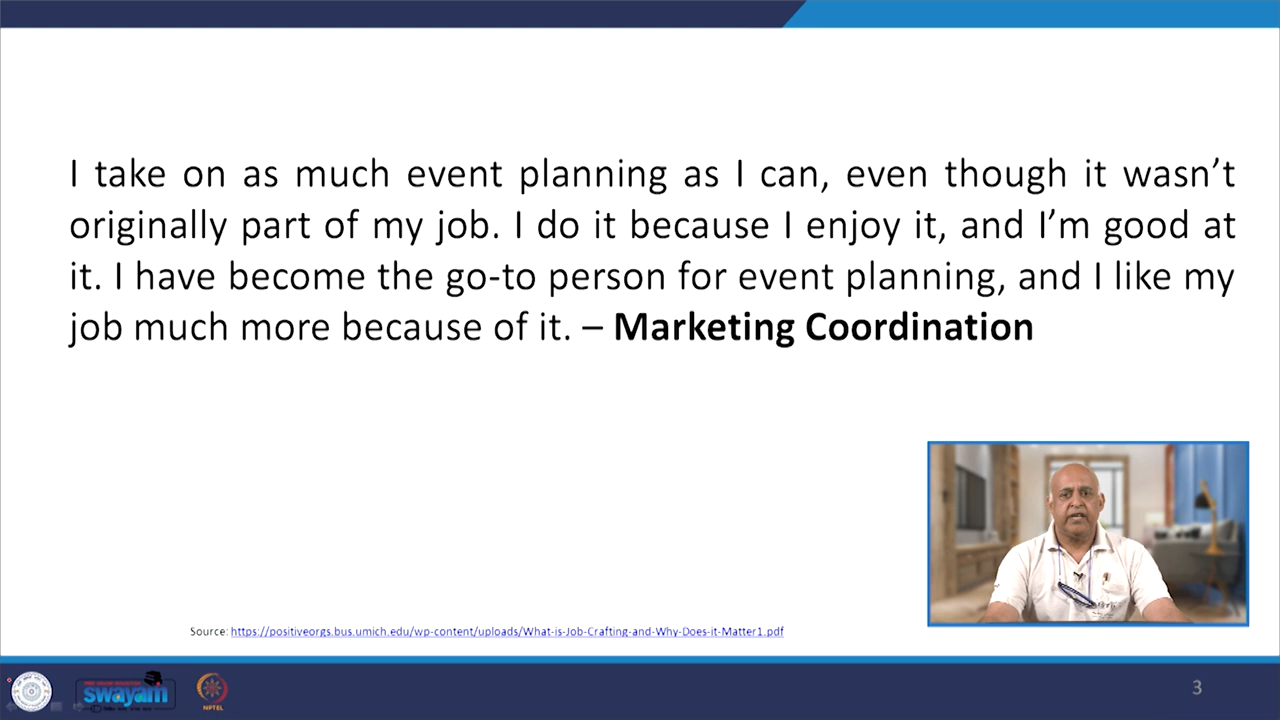 I take on as much event planning as I can, even though it wasn’t
originally part of my job. I do it because I enjoy it, and I’m good at
it. I have become the go-to person for event planning, and I like my
job much more because of it. – Marketing Coordination
Source: https://positiveorgs.bus.umich.edu/wp-content/uploads/What-is-Job-Crafting-and-Why-Does-it-Matter1.pdf
swayam
NPTEL
3